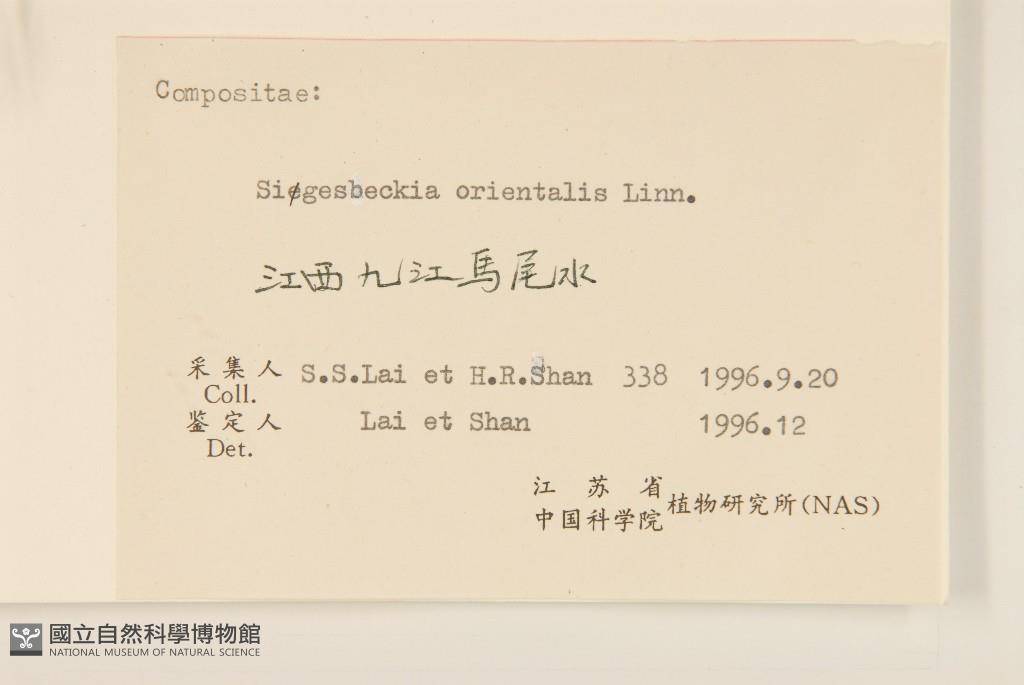 Compositae:
Siegesbeckia orientalis Linn.
江西九江馬尾水
采集人 S.S.Lai et H.R.Shan 338 1996.9.20
Coll.
鉴定人 Lai et Shan 1996.12
Det.
江苏省
中国科学院 植物研究所(NAS)
國立自然科學博物館
NATIONAL MUSEUM OF NATURAL SCIENCE